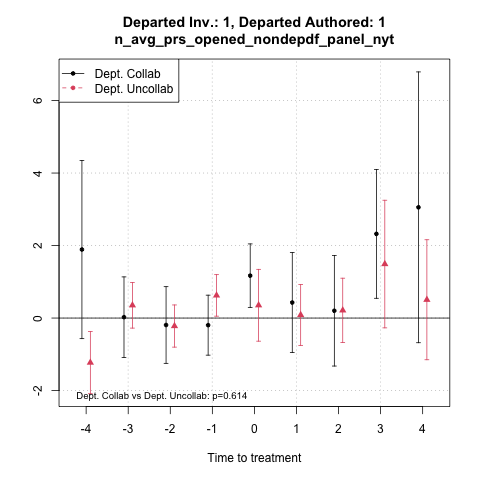 Departed Inv.: 1, Departed Authored: 1
n_avg_prs_opened_nondepdf_panel_nyt
Dept. Collab
Dept. Uncollab
6
4
2
0
-2
Dept. Collab vs Dept. Uncollab: p=0.614
-4 -3 -2 -1 0 1 2 3 4
Time to treatment